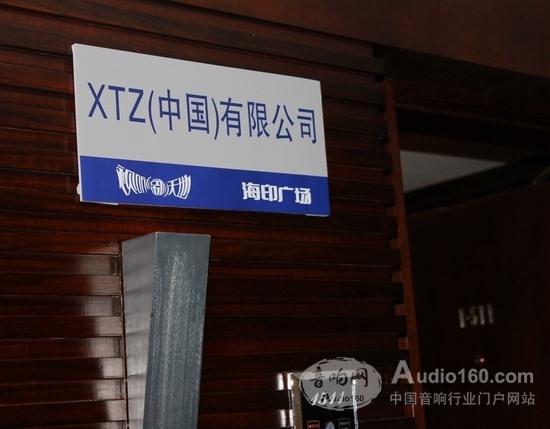 XTZ(中国)有限公司
海印广场
音响网
Audio160.com
中国音响行业门户网站